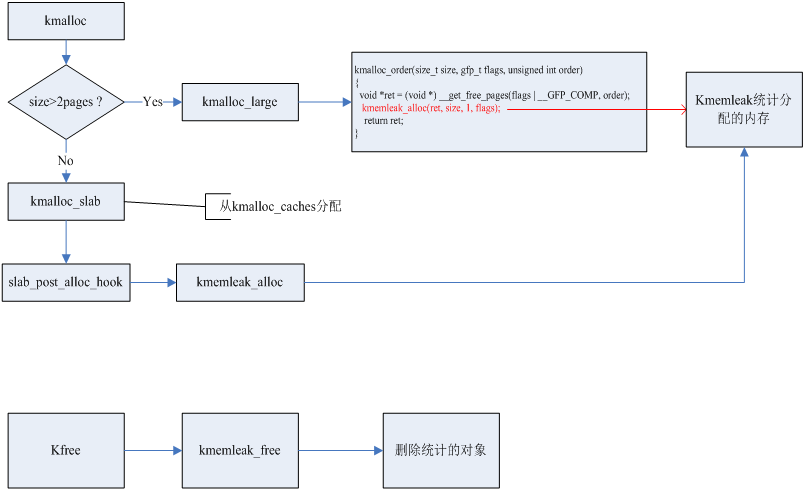 kmalloc
size>2pages ?
Yes
kmalloc_large
kmalloc_order(size_t size, gfp_t flags, unsigned int order)
{
void *ret = (void *) __get_free_pages(flags | __GFP_COMP, order);
kmemleak_alloc(ret, size, 1, flags);
return ret;
}
Kmemleak统计分
配的内存
No
kmalloc_slab
从kmalloc_caches分配
slab_post_alloc_hook
kmemleak_alloc
Kfree
kmemleak_free
删除统计的对象